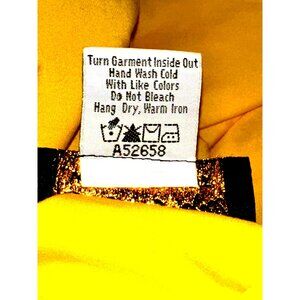 Turn Garment Inside Out
Hand Wash Cold
With Like Colors
Do Not Bleach
Hang Dry, Warm Iron
A52658